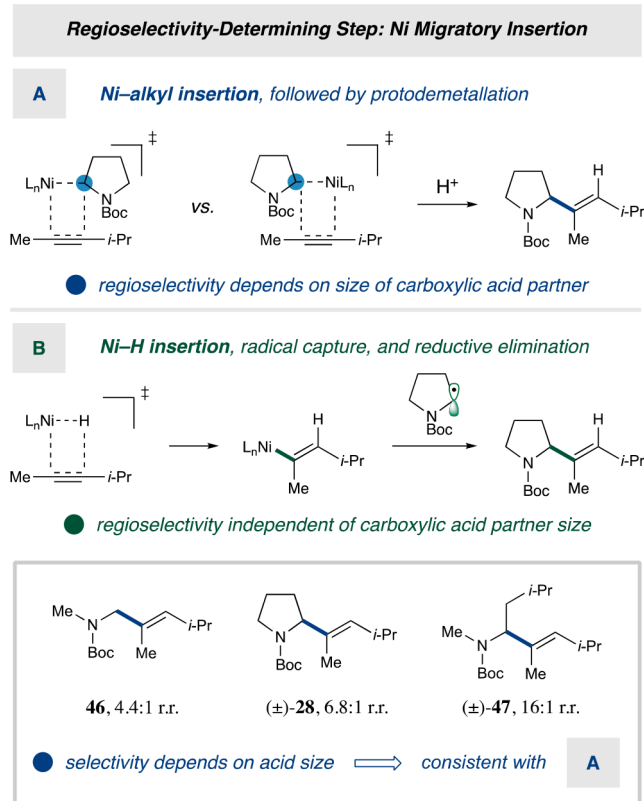 Regioselectivity-Determining Step: Ni Migratory Insertion
A
Ni–alkyl insertion, followed by protodemetallation
‡
‡
LnNi
N
Boc
Me
i-Pr
vs.
N
Boc
NiLn
Me
i-Pr
H+
N
Boc
H
i-Pr
Me
regioselectivity depends on size of carboxylic acid partner
B
Ni–H insertion, radical capture, and reductive elimination
‡
LnNi
H
Me
i-Pr
LnNi
H
i-Pr
Me
N
Boc
N
Boc
H
i-Pr
Me
regioselectivity independent of carboxylic acid partner size
Me
N
Boc
Me
i-Pr
N
Boc
Me
i-Pr
i-Pr
Me
N
Boc
Me
i-Pr
46, 4.4:1 r.r.
(±)-28, 6.8:1 r.r.
(±)-47, 16:1 r.r.
selectivity depends on acid size ⇨ consistent with A